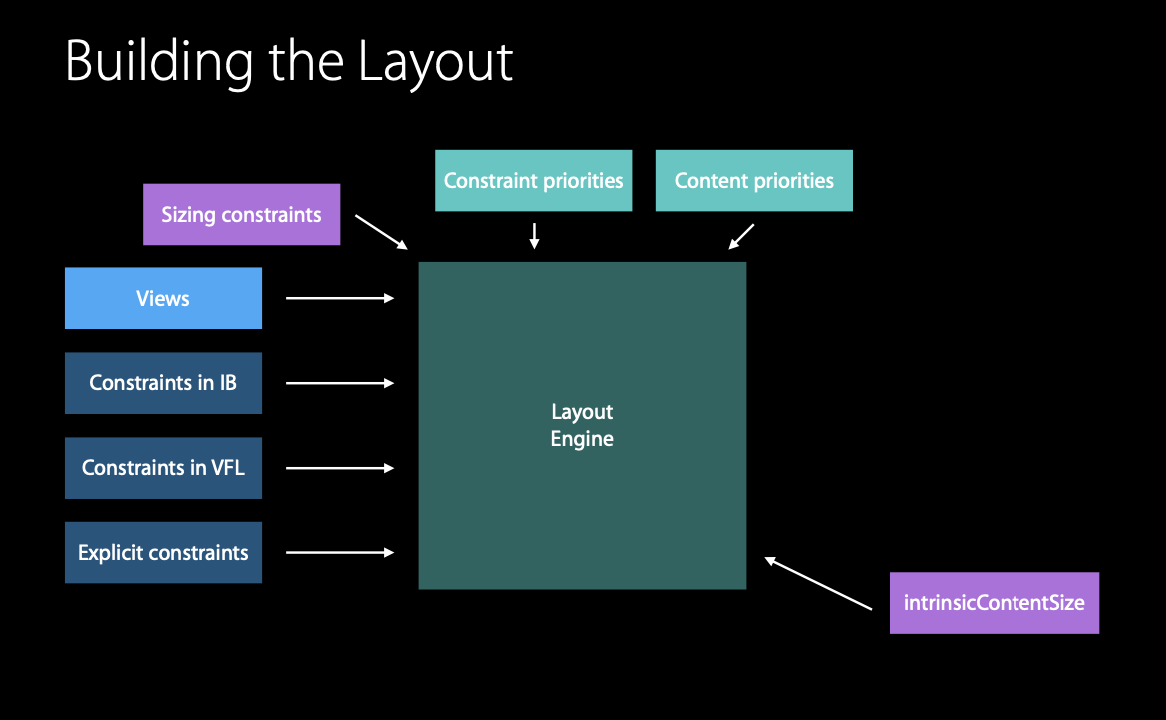 Building the Layout
Constraint priorities
Content priorities
Sizing constraints
Views
Constraints in IB
Layout
Engine
Constraints in VFL
Explicit constraints
intrinsicContentSize